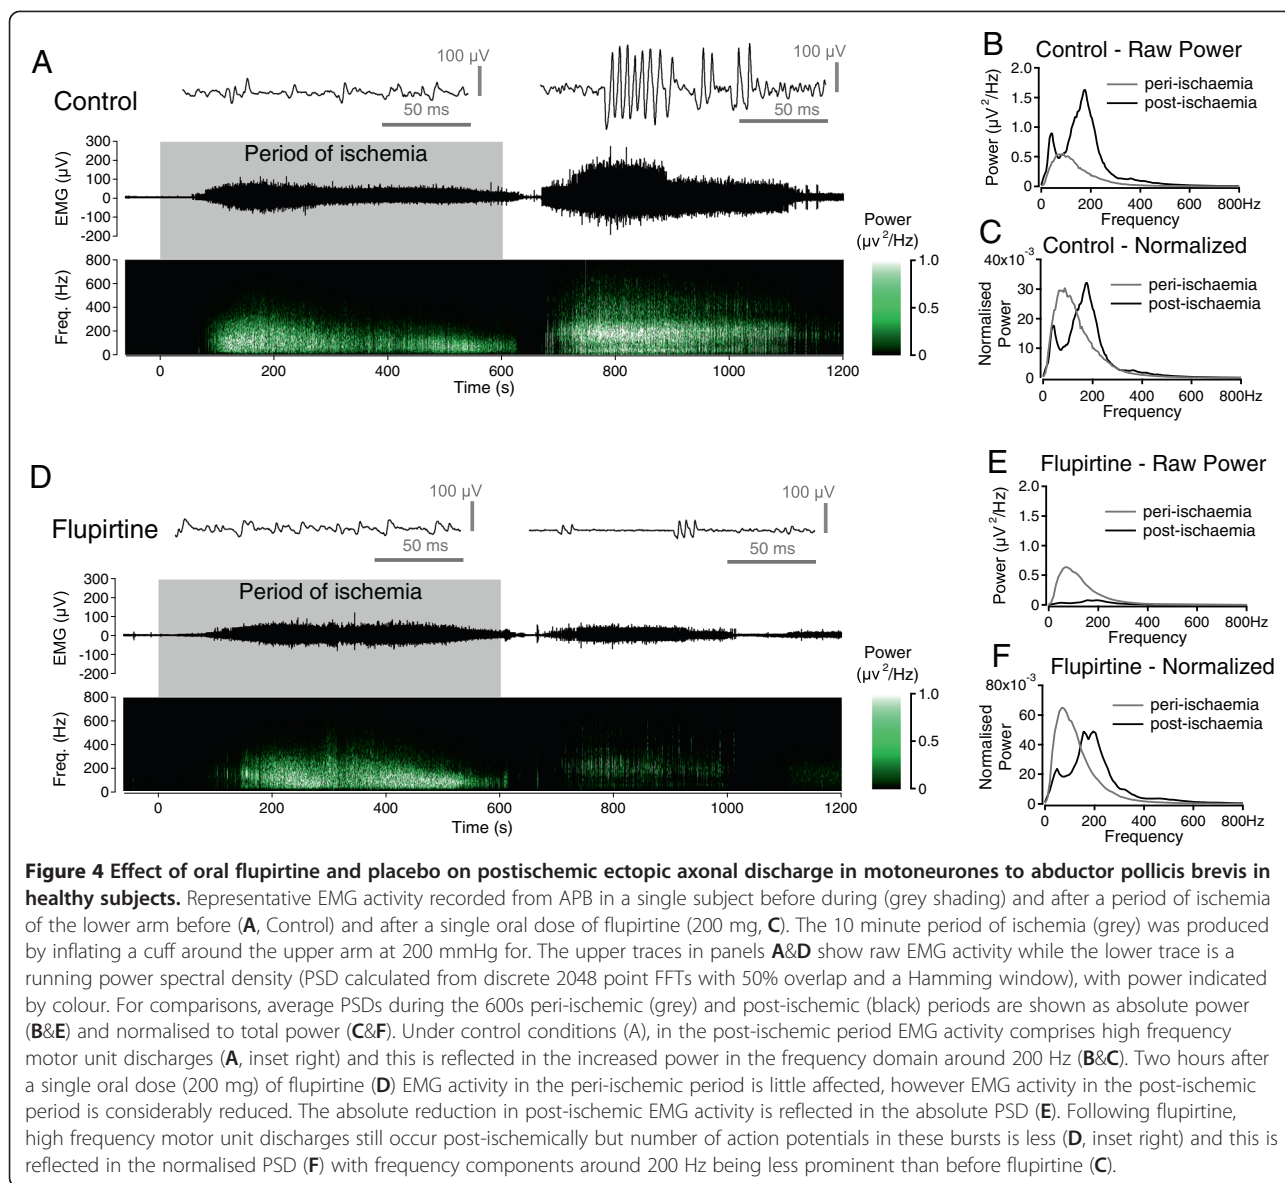 A
Control
100 µV
50 ms
100 µV
50 ms
Period of ischemia
EMG (µV)
300
200
100
0
-100
-200
Freq. (Hz)
800
600
400
200
0
0
200
400
600
800
1000
1200
Time (s)
Power
(µv²/Hz)
1.0
0.5
0
B
Control - Raw Power
Power (µV²/Hz)
2.0
1.5
1.0
0.5
0
peri-ischaemia
post-ischaemia
0
200
400
600
800Hz
Frequency
C
Control - Normalized
Normalised
Power
40x10⁻³
30
20
10
0
peri-ischaemia
post-ischaemia
0
200
400
600
800Hz
Frequency
D
Flupirtine
100 µV
50 ms
100 µV
50 ms
Period of ischemia
EMG (µV)
300
200
100
0
-100
-200
Freq. (Hz)
800
600
400
200
0
0
200
400
600
800
1000
1200
Time (s)
Power
(µv²/Hz)
1.0
0.5
0
E
Flupirtine - Raw Power
Power (µV²/Hz)
2.0
1.5
1.0
0.5
0
peri-ischaemia
post-ischaemia
0
200
400
600
800Hz
Frequency
F
Flupirtine - Normalized
Normalised
Power
80x10⁻³
60
40
20
0
peri-ischaemia
post-ischaemia
0
200
400
600
800Hz
Frequency
Figure 4 Effect of oral flupirtine and placebo on postischemic ectopic axonal discharge in motoneurones to abductor pollicis brevis in
healthy subjects. Representative EMG activity recorded from APB in a single subject before during (grey shading) and after a period of ischemia
of the lower arm before (A, Control) and after a single oral dose of flupirtine (200 mg, C). The 10 minute period of ischemia (grey) was produced
by inflating a cuff around the upper arm at 200 mmHg for. The upper traces in panels A&D show raw EMG activity while the lower trace is a
running power spectral density (PSD calculated from discrete 2048 point FFTs with 50% overlap and a Hamming window), with power indicated
by colour. For comparisons, average PSDs during the 600s peri-ischemic (grey) and post-ischemic (black) periods are shown as absolute power
(B&E) and normalised to total power (C&F). Under control conditions (A), in the post-ischemic period EMG activity comprises high frequency
motor unit discharges (A, inset right) and this is reflected in the increased power in the frequency domain around 200 Hz (B&C). Two hours after
a single oral dose (200 mg) of flupirtine (D) EMG activity in the peri-ischemic period is little affected, however EMG activity in the post-ischemic
period is considerably reduced. The absolute reduction in post-ischemic EMG activity is reflected in the absolute PSD (E). Following flupirtine,
high frequency motor unit discharges still occur post-ischemically but number of action potentials in these bursts is less (D, inset right) and this is
reflected in the normalised PSD (F) with frequency components around 200 Hz being less prominent than before flupirtine (C).